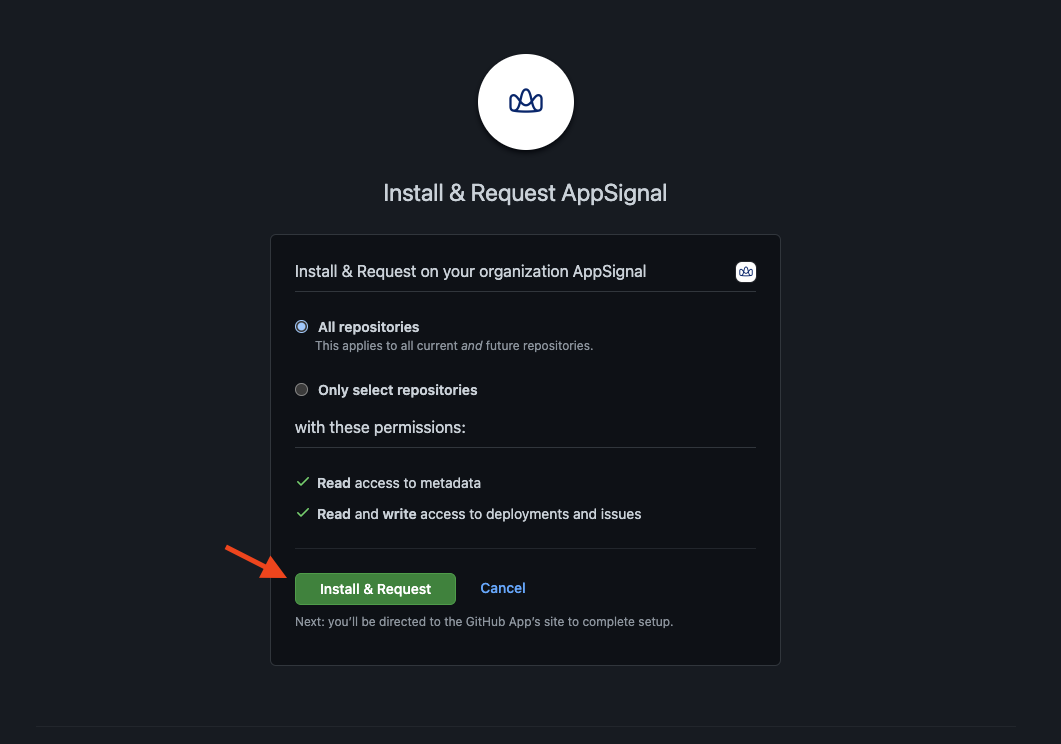 Install & Request AppSignal
Install & Request on your organization AppSignal
All repositories
This applies to all current and future repositories.
Only select repositories
with these permissions:
Read access to metadata
Read and write access to deployments and issues
Install & Request
Cancel
Next: you'll be directed to the GitHub App's site to complete setup.